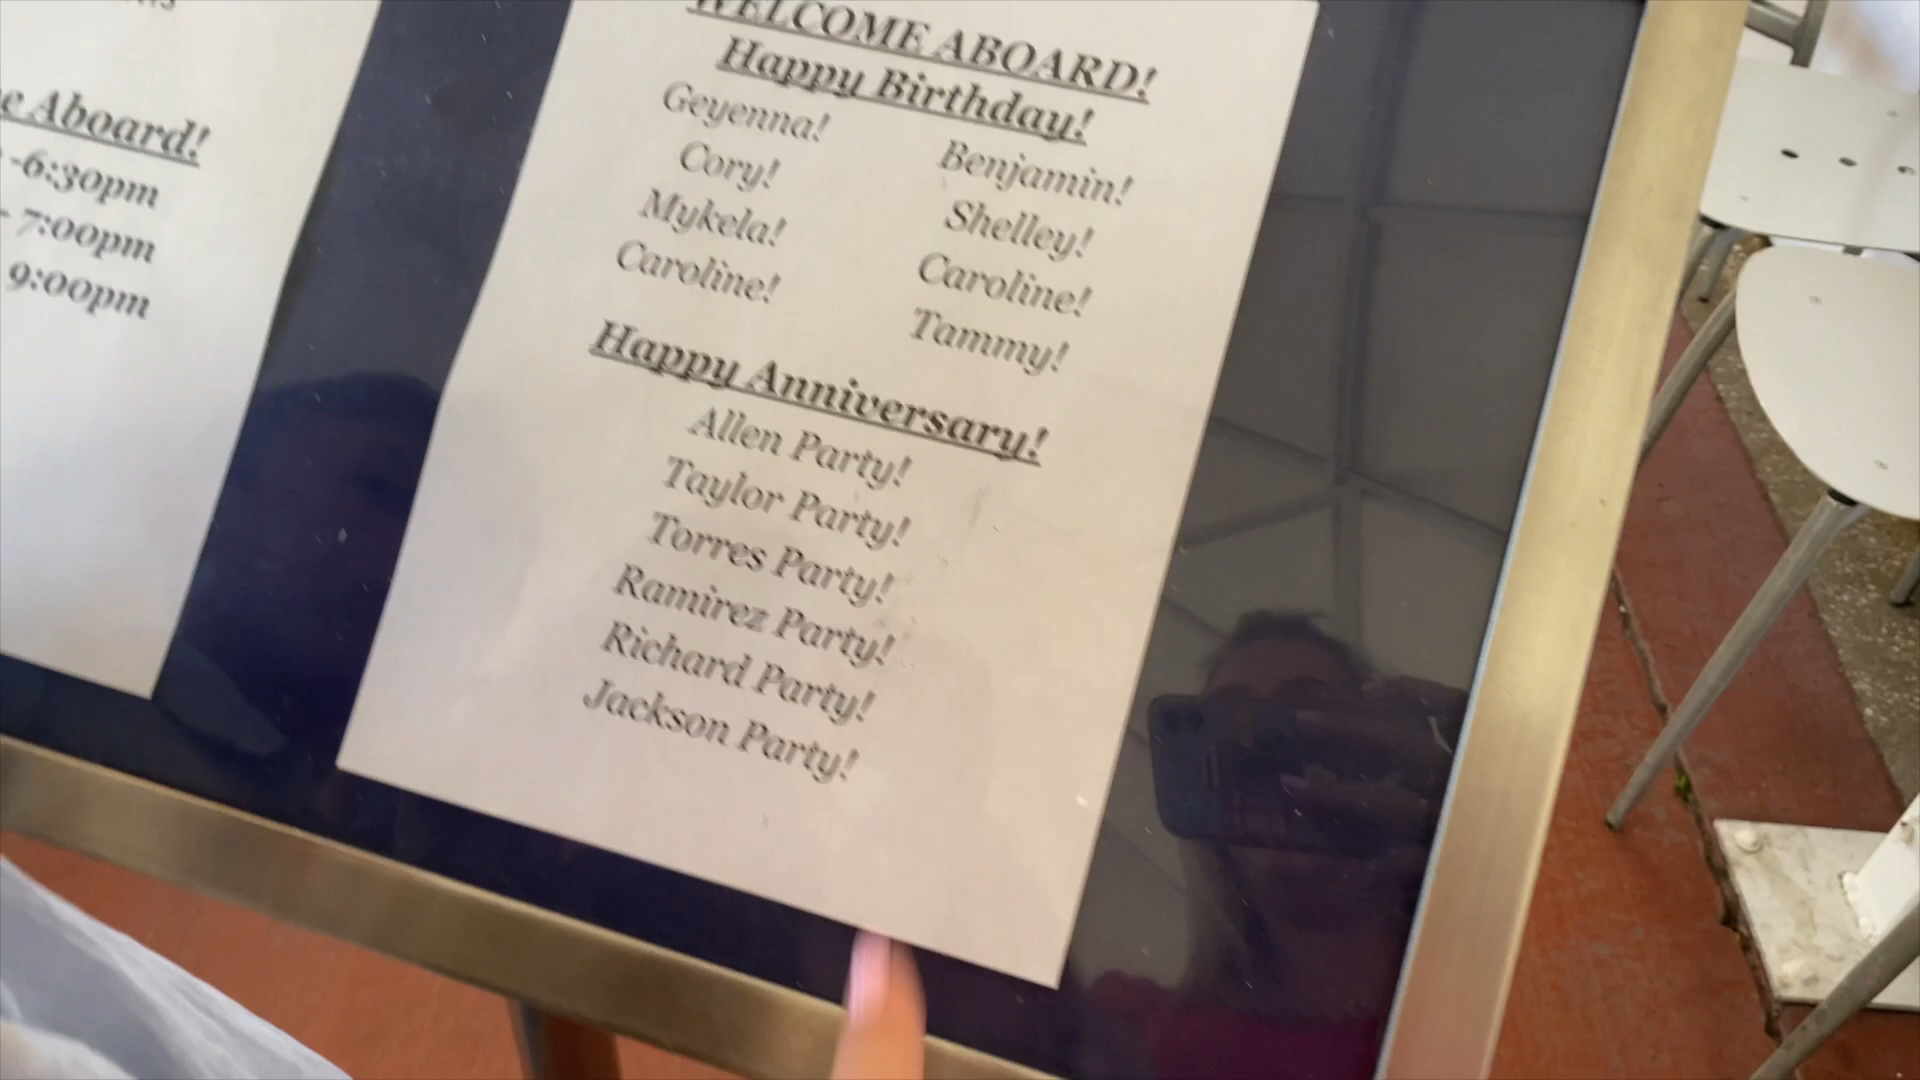 e Aboard!
-6:30pm
- 7:00pm
9:00pm
WELCOME ABOARD!
Happy Birthday!
Geyenna!
Cory!
Mykela!
Caroline!
Benjamin!
Shelley!
Caroline!
Tammy!
Happy Anniversary!
Allen Party!
Taylor Party!
Torres Party!
Ramirez Party!
Richard Party!
Jackson Party!